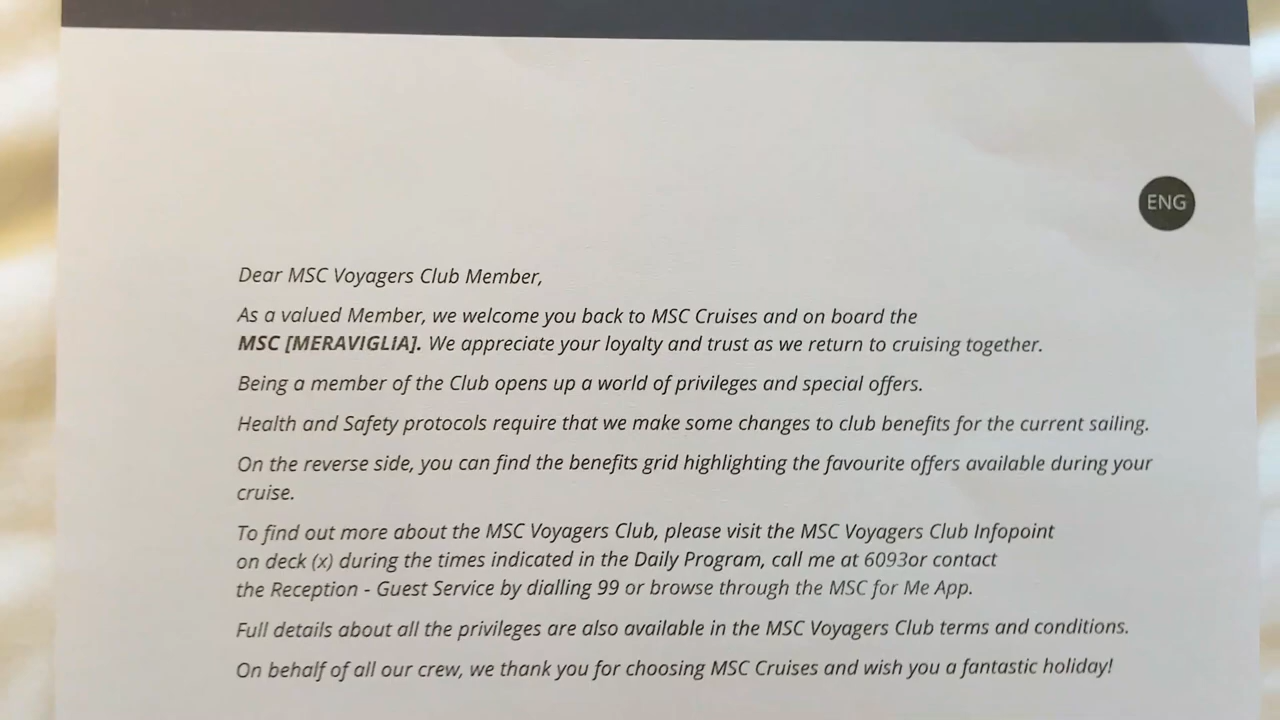 ENG
Dear MSC Voyagers Club Member,
As a valued Member, we welcome you back to MSC Cruises and on board the
MSC [MERAVIGLIA]. We appreciate your loyalty and trust as we return to cruising together.
Being a member of the Club opens up a world of privileges and special offers.
Health and Safety protocols require that we make some changes to club benefits for the current sailing.
On the reverse side, you can find the benefits grid highlighting the favourite offers available during your
cruise.
To find out more about the MSC Voyagers Club, please visit the MSC Voyagers Club Infopoint
on deck (x) during the times indicated in the Daily Program, call me at 6093or contact
the Reception - Guest Service by dialling 99 or browse through the MSC for Me App.
Full details about all the privileges are also available in the MSC Voyagers Club terms and conditions.
On behalf of all our crew, we thank you for choosing MSC Cruises and wish you a fantastic holiday!